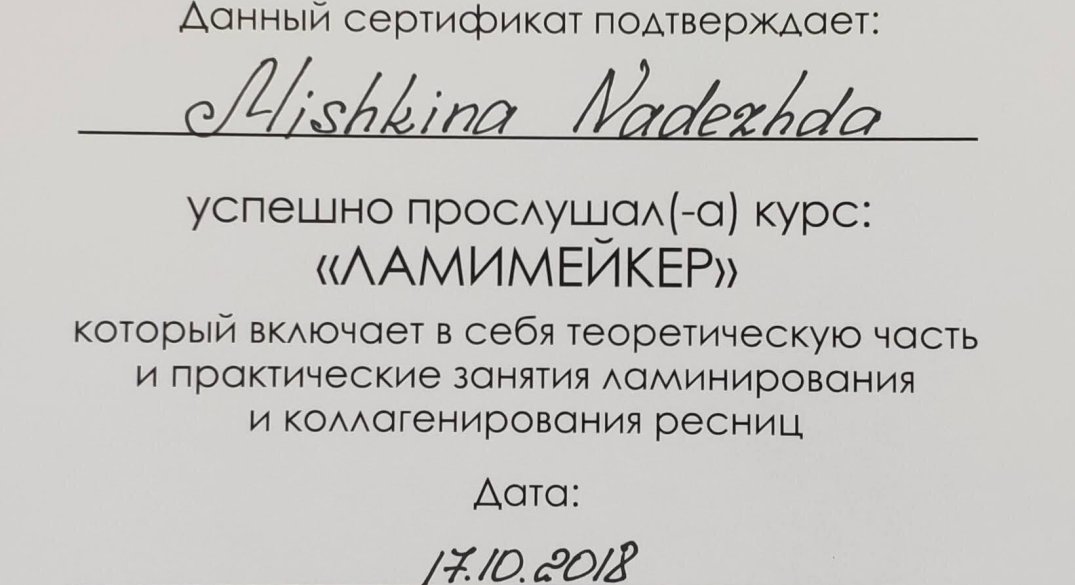 Данный сертификат подтверждает:
Mishkina Nadezhda
успешно прослушал(-а) курс:
«ЛАМИМЕЙКЕР»
который включает в себя теоретическую часть
и практические занятия ламинирования
и коллагенирования ресниц
Дата:
17.10.2018